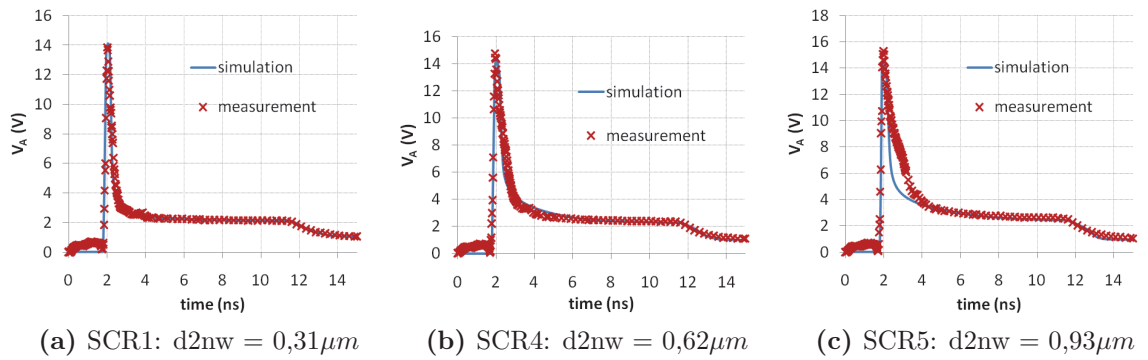 16
14
12
10
8
6
4
2
0
V_A (V)
simulation
measurement
0 2 4 6 8 10 12 14
time (ns)
(a) SCR1: d2nw = 0,31μm
16
14
12
10
8
6
4
2
0
V_A (V)
simulation
measurement
0 2 4 6 8 10 12 14
time (ns)
(b) SCR4: d2nw = 0,62μm
18
16
14
12
10
8
6
4
2
0
V_A (V)
simulation
measurement
0 2 4 6 8 10 12 14
time (ns)
(c) SCR5: d2nw = 0,93μm